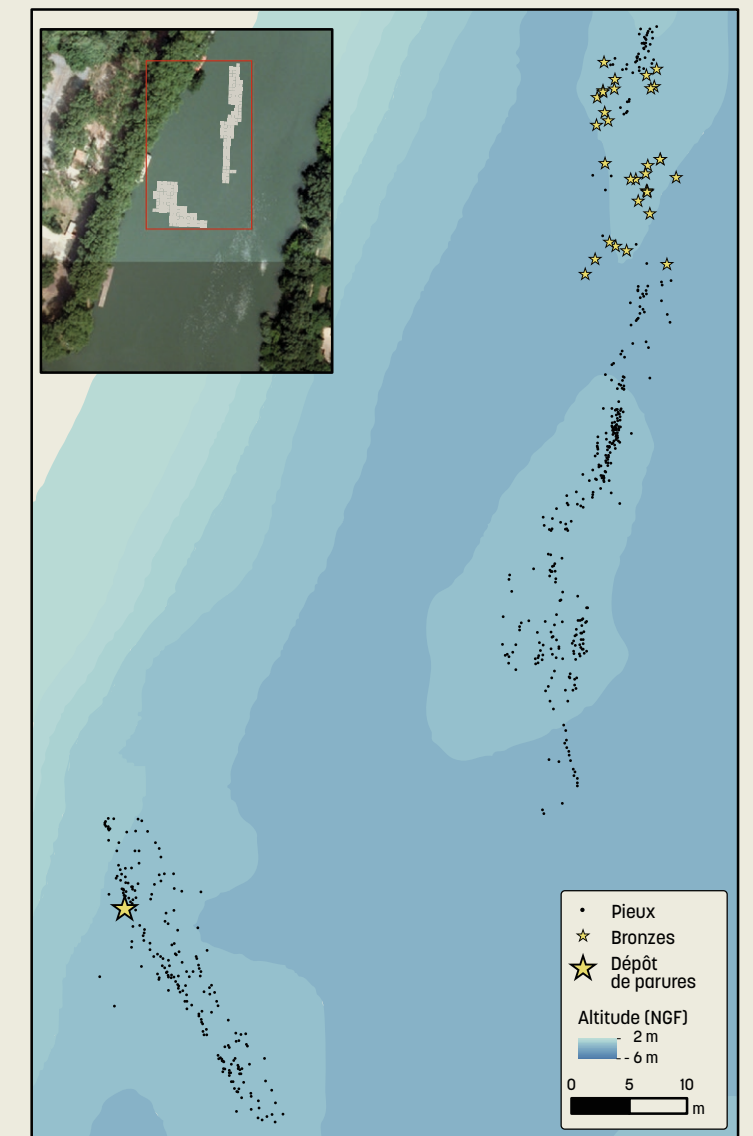 Pieux
Bronzes
Dépôt
de parures
Altitude (NGF)
2 m
- 6 m
0 5 10
m